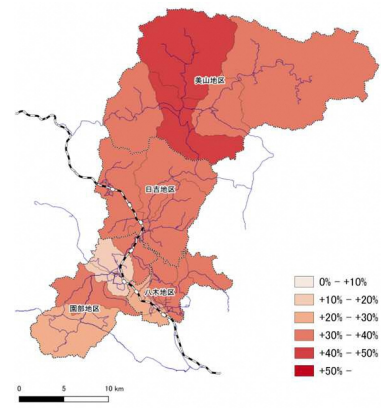 美山地区
日吉地区
八木地区
園部地区
0% – +10%
+10% – +20%
+20% – +30%
+30% – +40%
+40% – +50%
+50% –
0 5 10 km